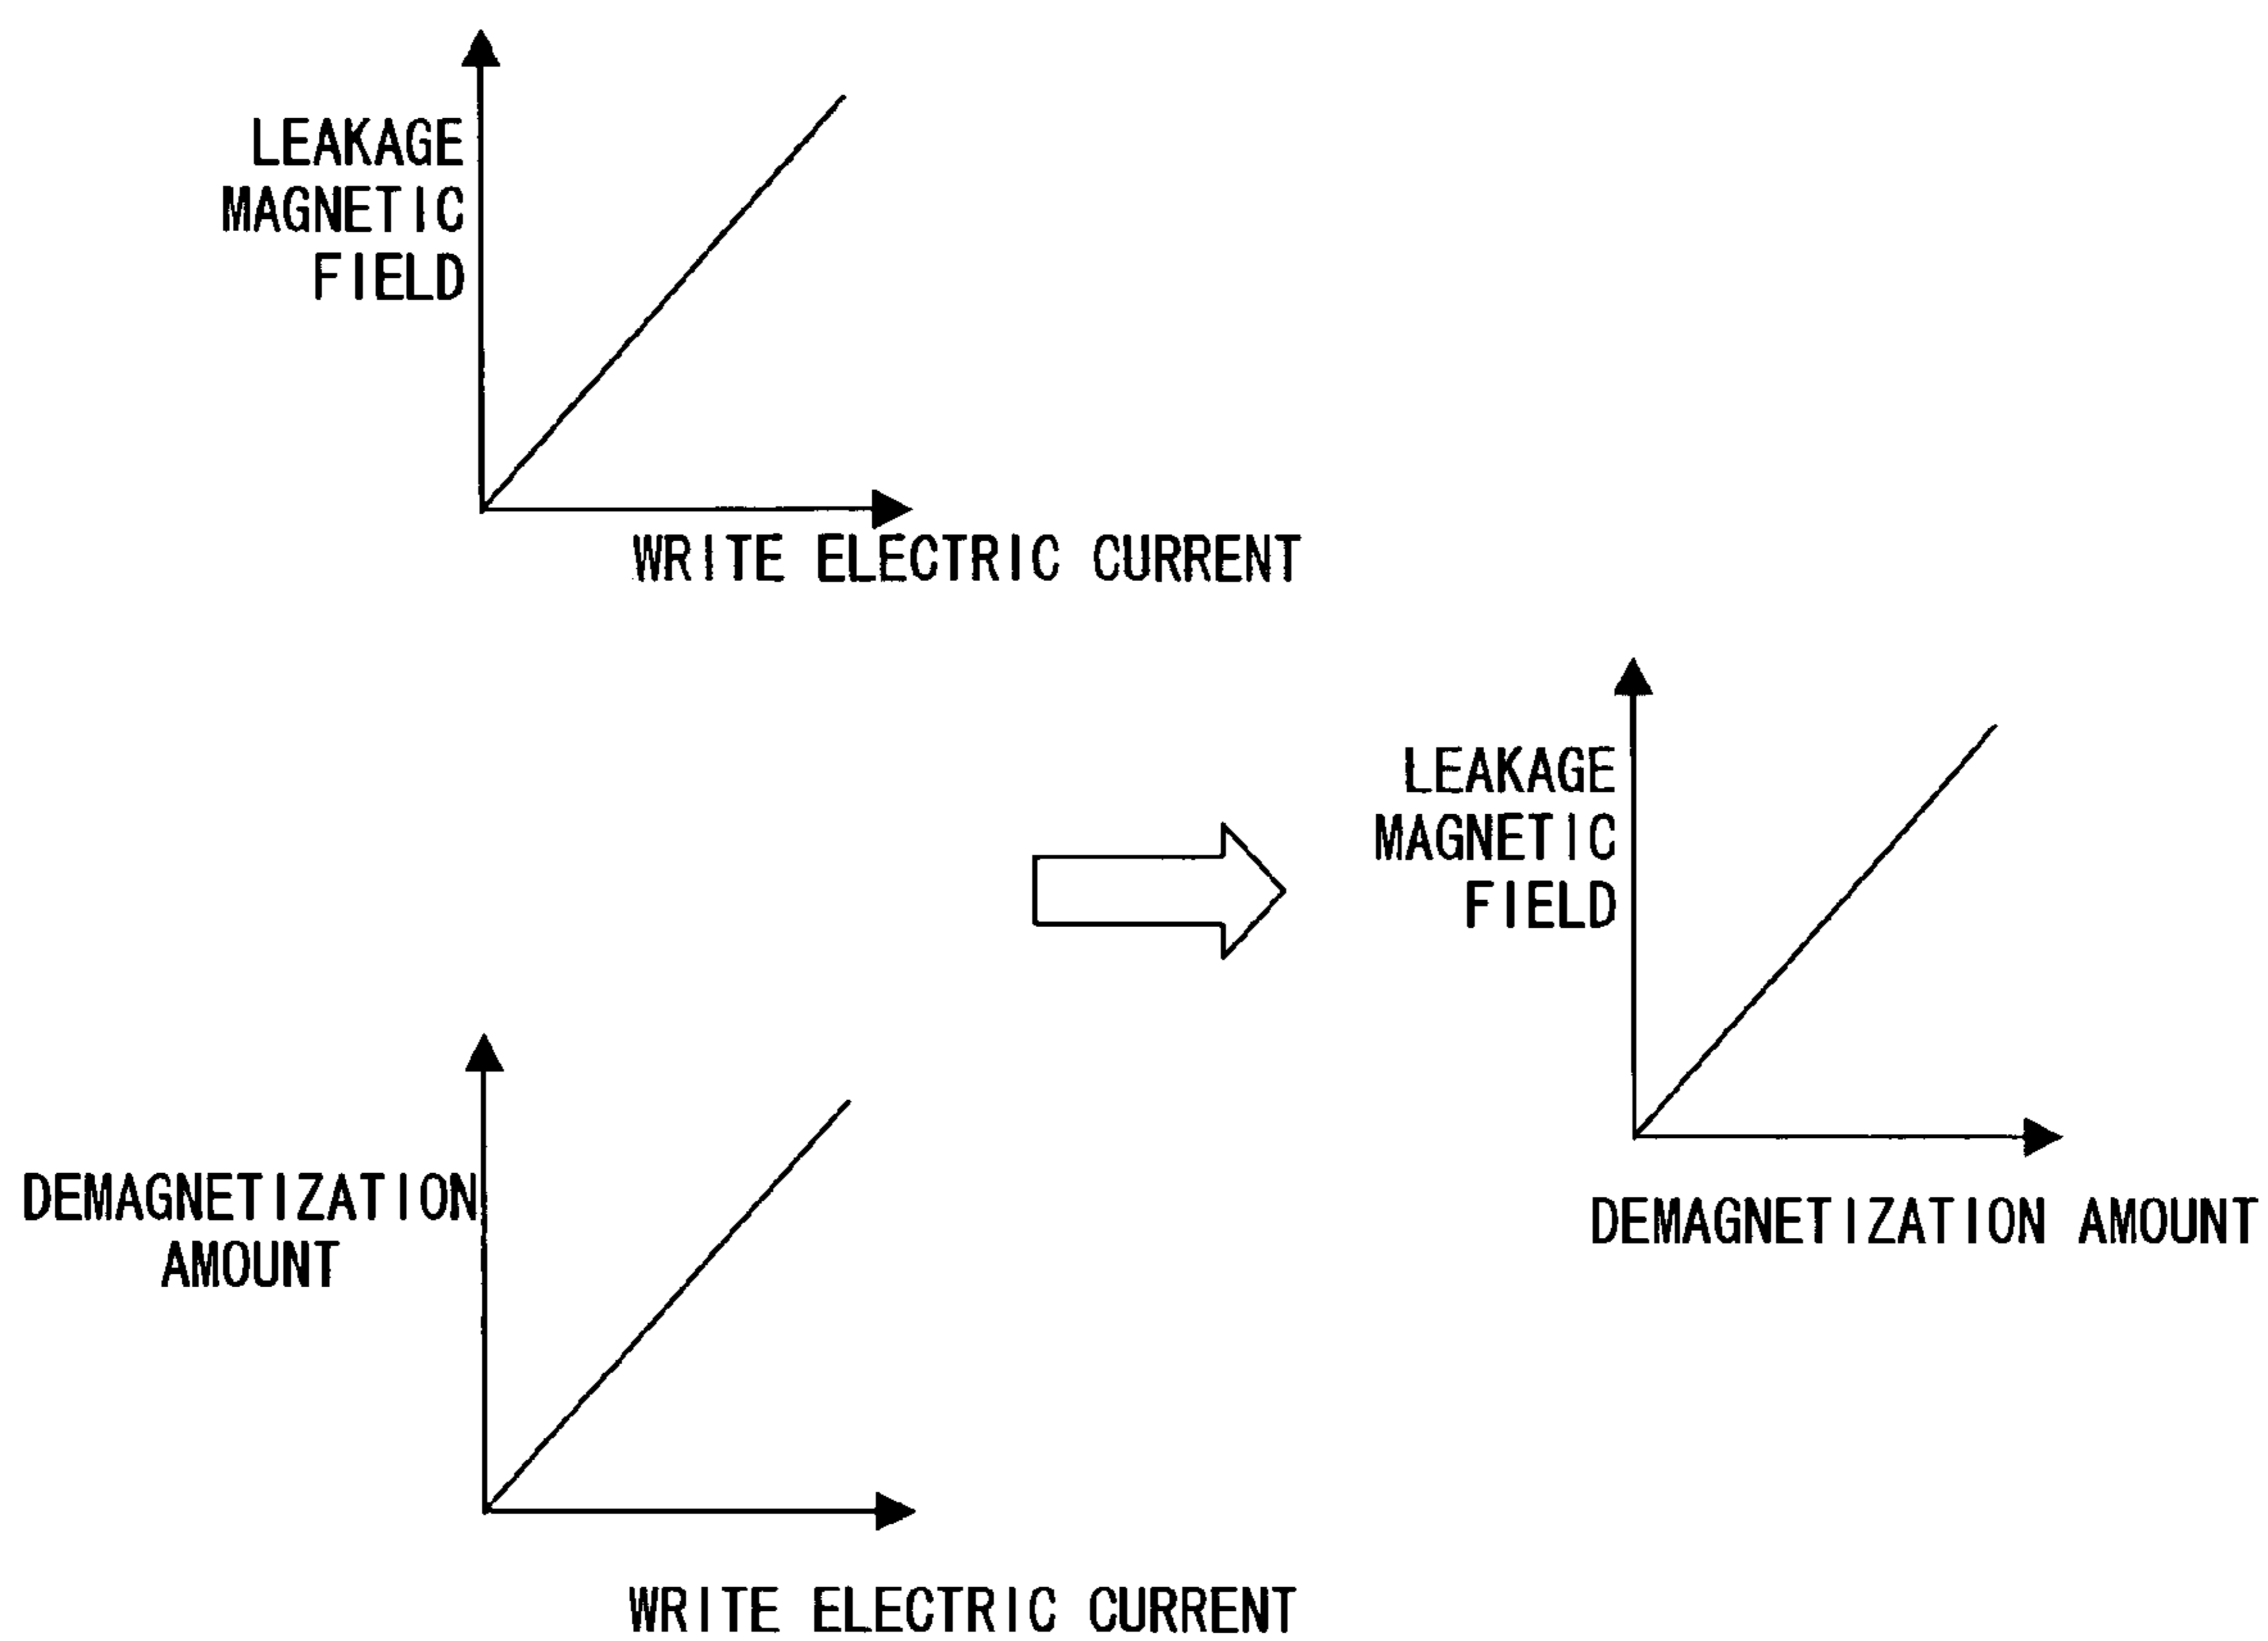 LEAKAGE
MAGNETIC
FIELD
WRITE ELECTRIC CURRENT
LEAKAGE
MAGNETIC
FIELD
DEMAGNETIZATION AMOUNT
DEMAGNETIZATION
AMOUNT
WRITE ELECTRIC CURRENT